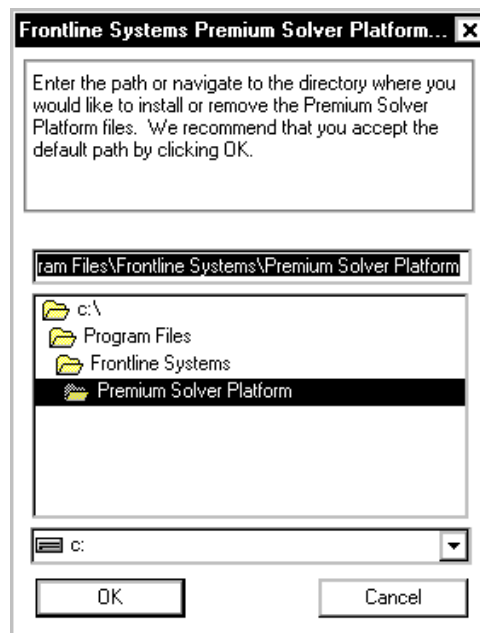 Frontline Systems Premium Solver Platform...
Enter the path or navigate to the directory where you
would like to install or remove the Premium Solver
Platform files. We recommend that you accept the
default path by clicking OK.
ram Files\Frontline Systems\Premium Solver Platform
c:\
Program Files
Frontline Systems
Premium Solver Platform
c:
OK
Cancel